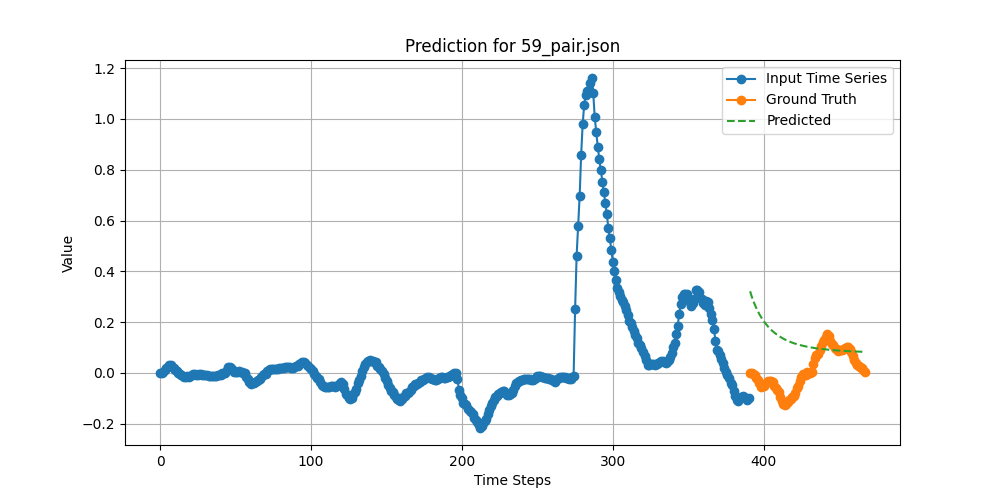 Prediction for 59_pair.json
Input Time Series
Ground Truth
Predicted
Value
1.2
1.0
0.8
0.6
0.4
0.2
0.0
−0.2
0
100
200
300
400
Time Steps